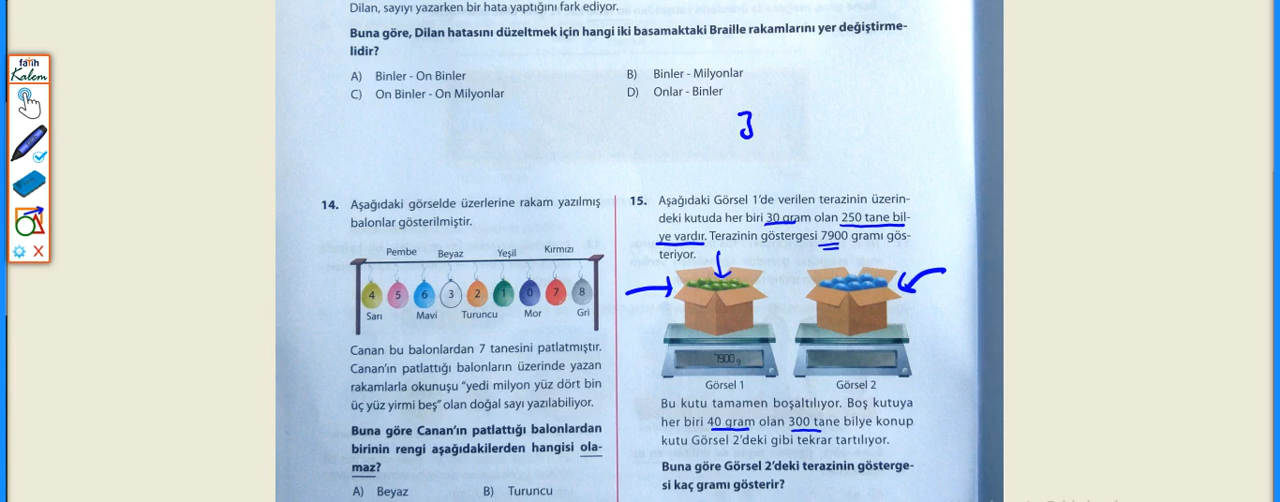 Dilan, sayıyı yazarken bir hata yaptığını fark ediyor.
Buna göre, Dilan hatasını düzeltmek için hangi iki basamaktaki Braille rakamlarını yer değiştirme-
lidir?
A) Binler - On Binler
B) Binler - Milyonlar
C) On Binler - On Milyonlar
D) Onlar - Binler
fatih
Kalem
14. Aşağıdaki görselde üzerlerine rakam yazılmış
balonlar gösterilmiştir.
Pembe Beyaz Yeşil Kırmızı
4 5 6 3 2 1 0 7 8
Sarı Mavi Turuncu Mor Gri
Canan bu balonlardan 7 tanesini patlatmıştır.
Canan'ın patlattığı balonların üzerinde yazan
rakamlarla okunuşu "yedi milyon yüz dört bin
üç yüz yirmi beş" olan doğal sayı yazılabiliyor.
Buna göre Canan'ın patlattığı balonlardan
birinin rengi aşağıdakilerden hangisi ola-
maz?
A) Beyaz B) Turuncu
15. Aşağıdaki Görsel 1'de verilen terazinin üzerin-
deki kutuda her biri 30 gram olan 250 tane bil-
ye vardır. Terazinin göstergesi 7900 gramı gös-
teriyor.
7900 g
Görsel 1 Görsel 2
Bu kutu tamamen boşaltılıyor. Boş kutuya
her biri 40 gram olan 300 tane bilye konup
kutu Görsel 2'deki gibi tekrar tartılıyor.
Buna göre Görsel 2'deki terazinin gösterge-
si kaç gramı gösterir?